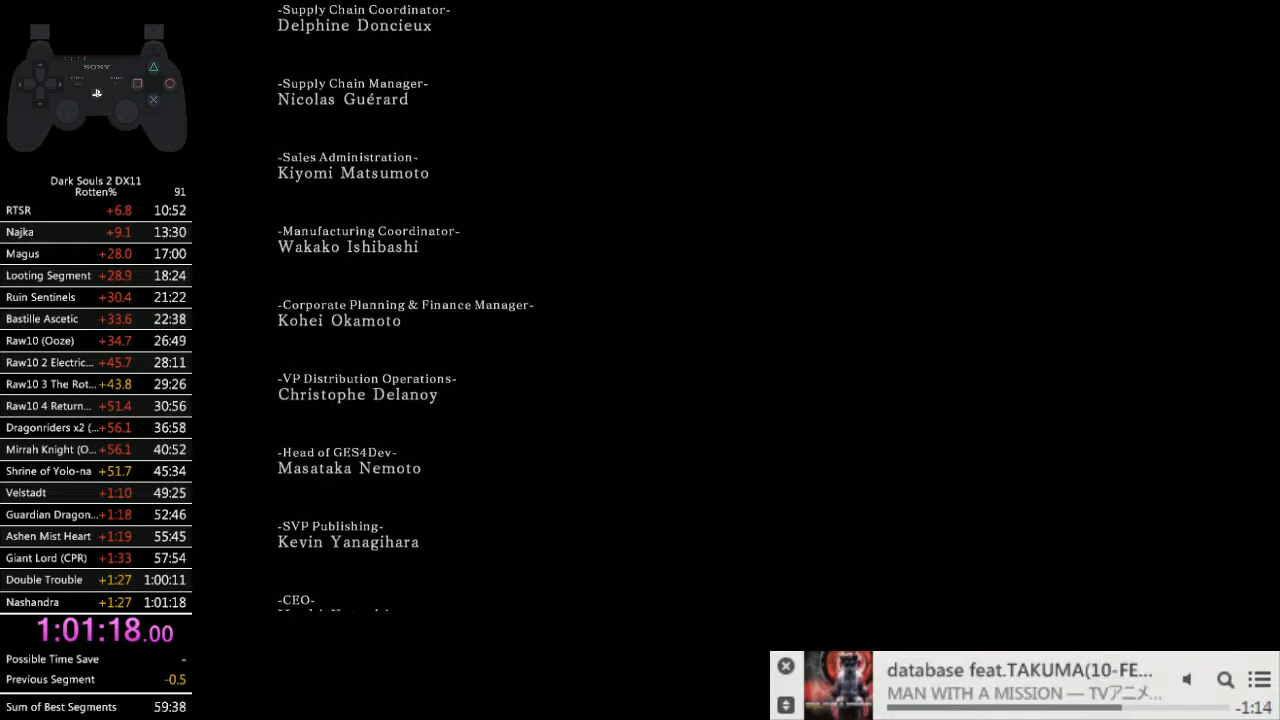 SONY
Dark Souls 2 DX11
Rotten% 91
RTSR +6.8 10:52
Najka +9.1 13:30
Magus +28.0 17:00
Looting Segment +28.9 18:24
Ruin Sentinels +30.4 21:22
Bastille Ascetic +33.6 22:38
Raw10 (Ooze) +34.7 26:49
Raw10 2 Electric... +45.7 28:11
Raw10 3 The Rot... +43.8 29:26
Raw10 4 Return... +51.4 30:56
Dragonriders x2 (... +56.1 36:58
Mirrah Knight (O... +56.1 40:52
Shrine of Yolo-na +51.7 45:34
Velstadt +1:10 49:25
Guardian Dragon... +1:18 52:46
Ashen Mist Heart +1:19 55:45
Giant Lord (CPR) +1:33 57:54
Double Trouble +1:27 1:00:11
Nashandra +1:27 1:01:18
1:01:18.00
Possible Time Save -
Previous Segment -0.5
Sum of Best Segments 59:38
-Supply Chain Coordinator-
Delphine Doncieux
-Supply Chain Manager-
Nicolas Guérard
-Sales Administration-
Kiyomi Matsumoto
-Manufacturing Coordinator-
Wakako Ishibashi
-Corporate Planning & Finance Manager-
Kohei Okamoto
-VP Distribution Operations-
Christophe Delanoy
-Head of GES4Dev-
Masataka Nemoto
-SVP Publishing-
Kevin Yanagihara
-CEO-
database feat.TAKUMA(10-FE...
MAN WITH A MISSION — TVアニメ...
-1:14